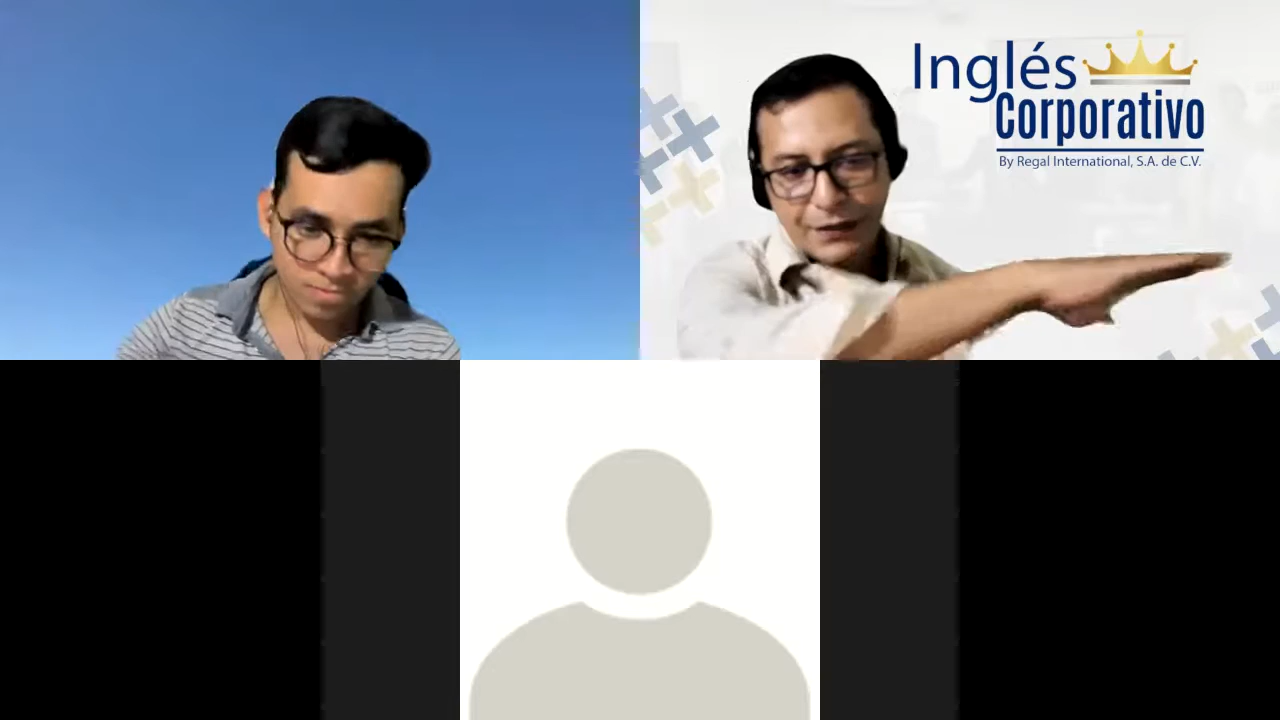 Inglés
Corporativo
By Regal International, S.A. de C.V.